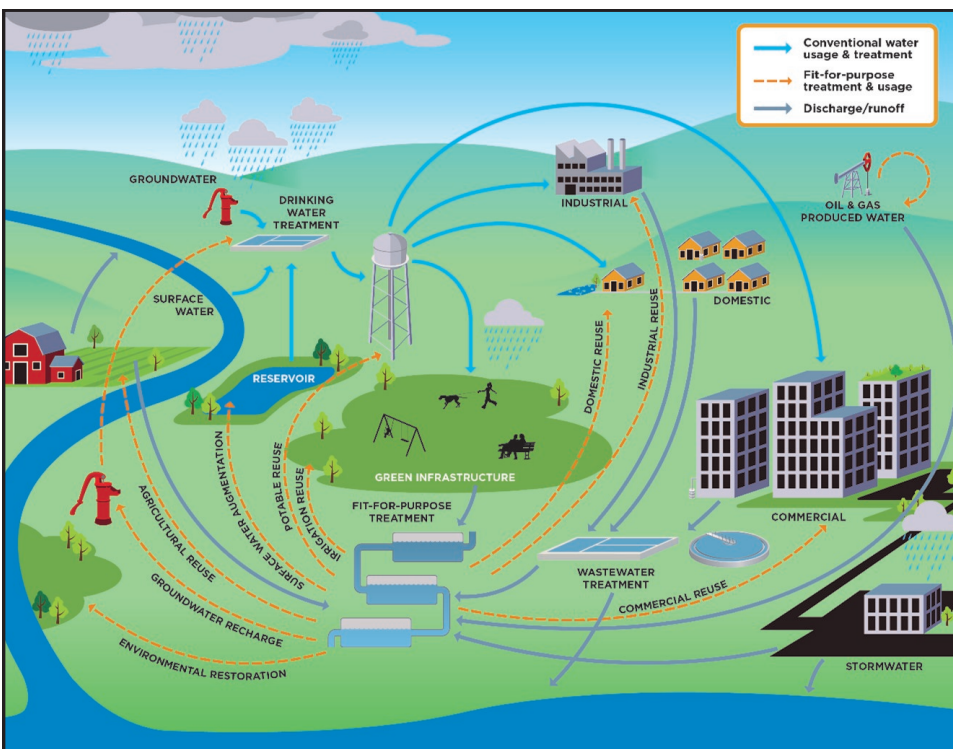 Conventional water
usage & treatment
Fit-for-purpose
treatment & usage
Discharge/runoff
GROUNDWATER
DRINKING
WATER
TREATMENT
INDUSTRIAL
OIL & GAS
PRODUCED WATER
SURFACE
WATER
DOMESTIC
RESERVOIR
DOMESTIC REUSE
INDUSTRIAL REUSE
GREEN INFRASTRUCTURE
POTABLE REUSE
IRRIGATION REUSE
SURFACE WATER AUGMENTATION
AGRICULTURAL REUSE
GROUNDWATER RECHARGE
ENVIRONMENTAL RESTORATION
FIT-FOR-PURPOSE
TREATMENT
COMMERCIAL
WASTEWATER
TREATMENT
COMMERCIAL REUSE
STORMWATER